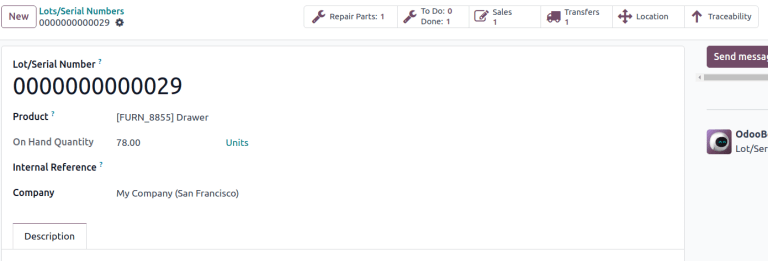 New
Lots/Serial Numbers
0000000000029
Repair Parts: 1
To Do: 0
Done: 1
Sales
1
Transfers
1
Location
Traceability
Lot/Serial Number ?
0000000000029
Product ?
[FURN_8855] Drawer
On Hand Quantity
78.00
Units
Internal Reference ?
Company
My Company (San Francisco)
Description
Send messag
OdooB
Lot/Ser